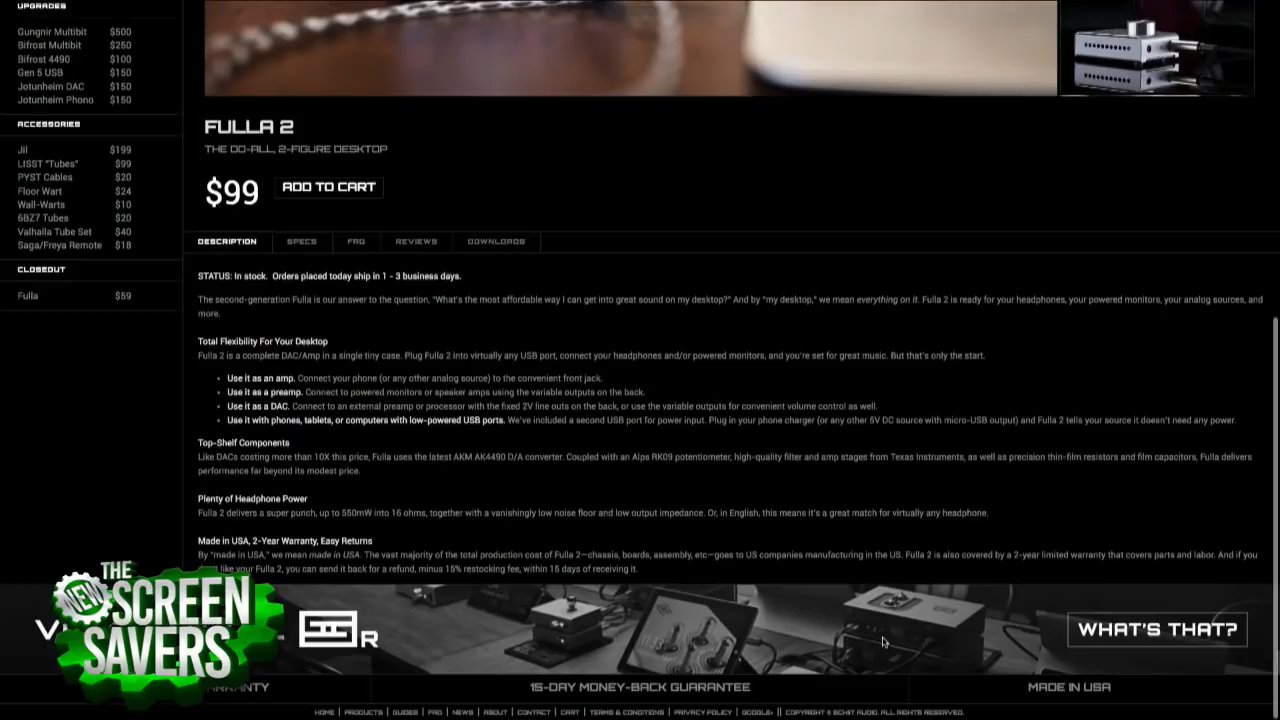 UPGRADES
Gungnir Multibit $500
Bifrost Multibit $250
Bifrost 4490 $100
Gen 5 USB $150
Jotunheim DAC $150
Jotunheim Phono $150
ACCESSORIES
Jil $199
LISST "Tubes" $99
PYST Cables $20
Floor Wart $24
Wall-Warts $10
6BZ7 Tubes $20
Valhalla Tube Set $40
Saga/Freya Remote $18
CLOSEOUT
Fulla $59
FULLA 2
THE DO-ALL, 2-FIGURE DESKTOP
$99 ADD TO CART
DESCRIPTION SPECS FAQ REVIEWS DOWNLOADS
STATUS: In stock. Orders placed today ship in 1 - 3 business days.
The second-generation Fulla is our answer to the question, "What's the most affordable way I can get into great sound on my desktop?" And by "my desktop," we mean everything on it. Fulla 2 is ready for your headphones, your powered monitors, your analog sources, and
more.
Total Flexibility For Your Desktop
Fulla 2 is a complete DAC/Amp in a single tiny case. Plug Fulla 2 into virtually any USB port, connect your headphones and/or powered monitors, and you're set for great music. But that's only the start.
• Use it as an amp. Connect your phone (or any other analog source) to the convenient front jack.
• Use it as a preamp. Connect to powered monitors or speaker amps using the variable outputs on the back.
• Use it as a DAC. Connect to an external preamp or processor with the fixed 2V line outs on the back, or use the variable outputs for convenient volume control as well.
• Use it with phones, tablets, or computers with low-powered USB ports. We've included a second USB port for power input. Plug in your phone charger (or any other 5V DC source with micro-USB output) and Fulla 2 tells your source it doesn't need any power.
Top-Shelf Components
Like DACs costing more than 10X this price, Fulla uses the latest AKM AK4490 D/A converter. Coupled with an Alps RK09 potentiometer, high-quality filter and amp stages from Texas Instruments, as well as precision thin-film resistors and film capacitors, Fulla delivers
performance far beyond its modest price.
Plenty of Headphone Power
Fulla 2 delivers a super punch, up to 550mW into 16 ohms, together with a vanishingly low noise floor and low output impedance. Or, in English, this means it's a great match for virtually any headphone.
Made in USA, 2-Year Warranty, Easy Returns
By "made in USA," we mean made in USA. The vast majority of the total production cost of Fulla 2—chassis, boards, assembly, etc—goes to US companies manufacturing in the US. Fulla 2 is also covered by a 2-year limited warranty that covers parts and labor. And if you
like your Fulla 2, you can send it back for a refund, minus 15% restocking fee, within 15 days of receiving it.
THE NEW SCREEN SAVERS
R
WHAT'S THAT?
15-DAY MONEY-BACK GUARANTEE
MADE IN USA
HOME | PRODUCTS | GUIDES | FAQ | NEWS | ABOUT | CONTACT | CART | TERMS & CONDITIONS | PRIVACY POLICY | GOOGLE+ || COPYRIGHT © SCHIIT AUDIO. ALL RIGHTS RESERVED.